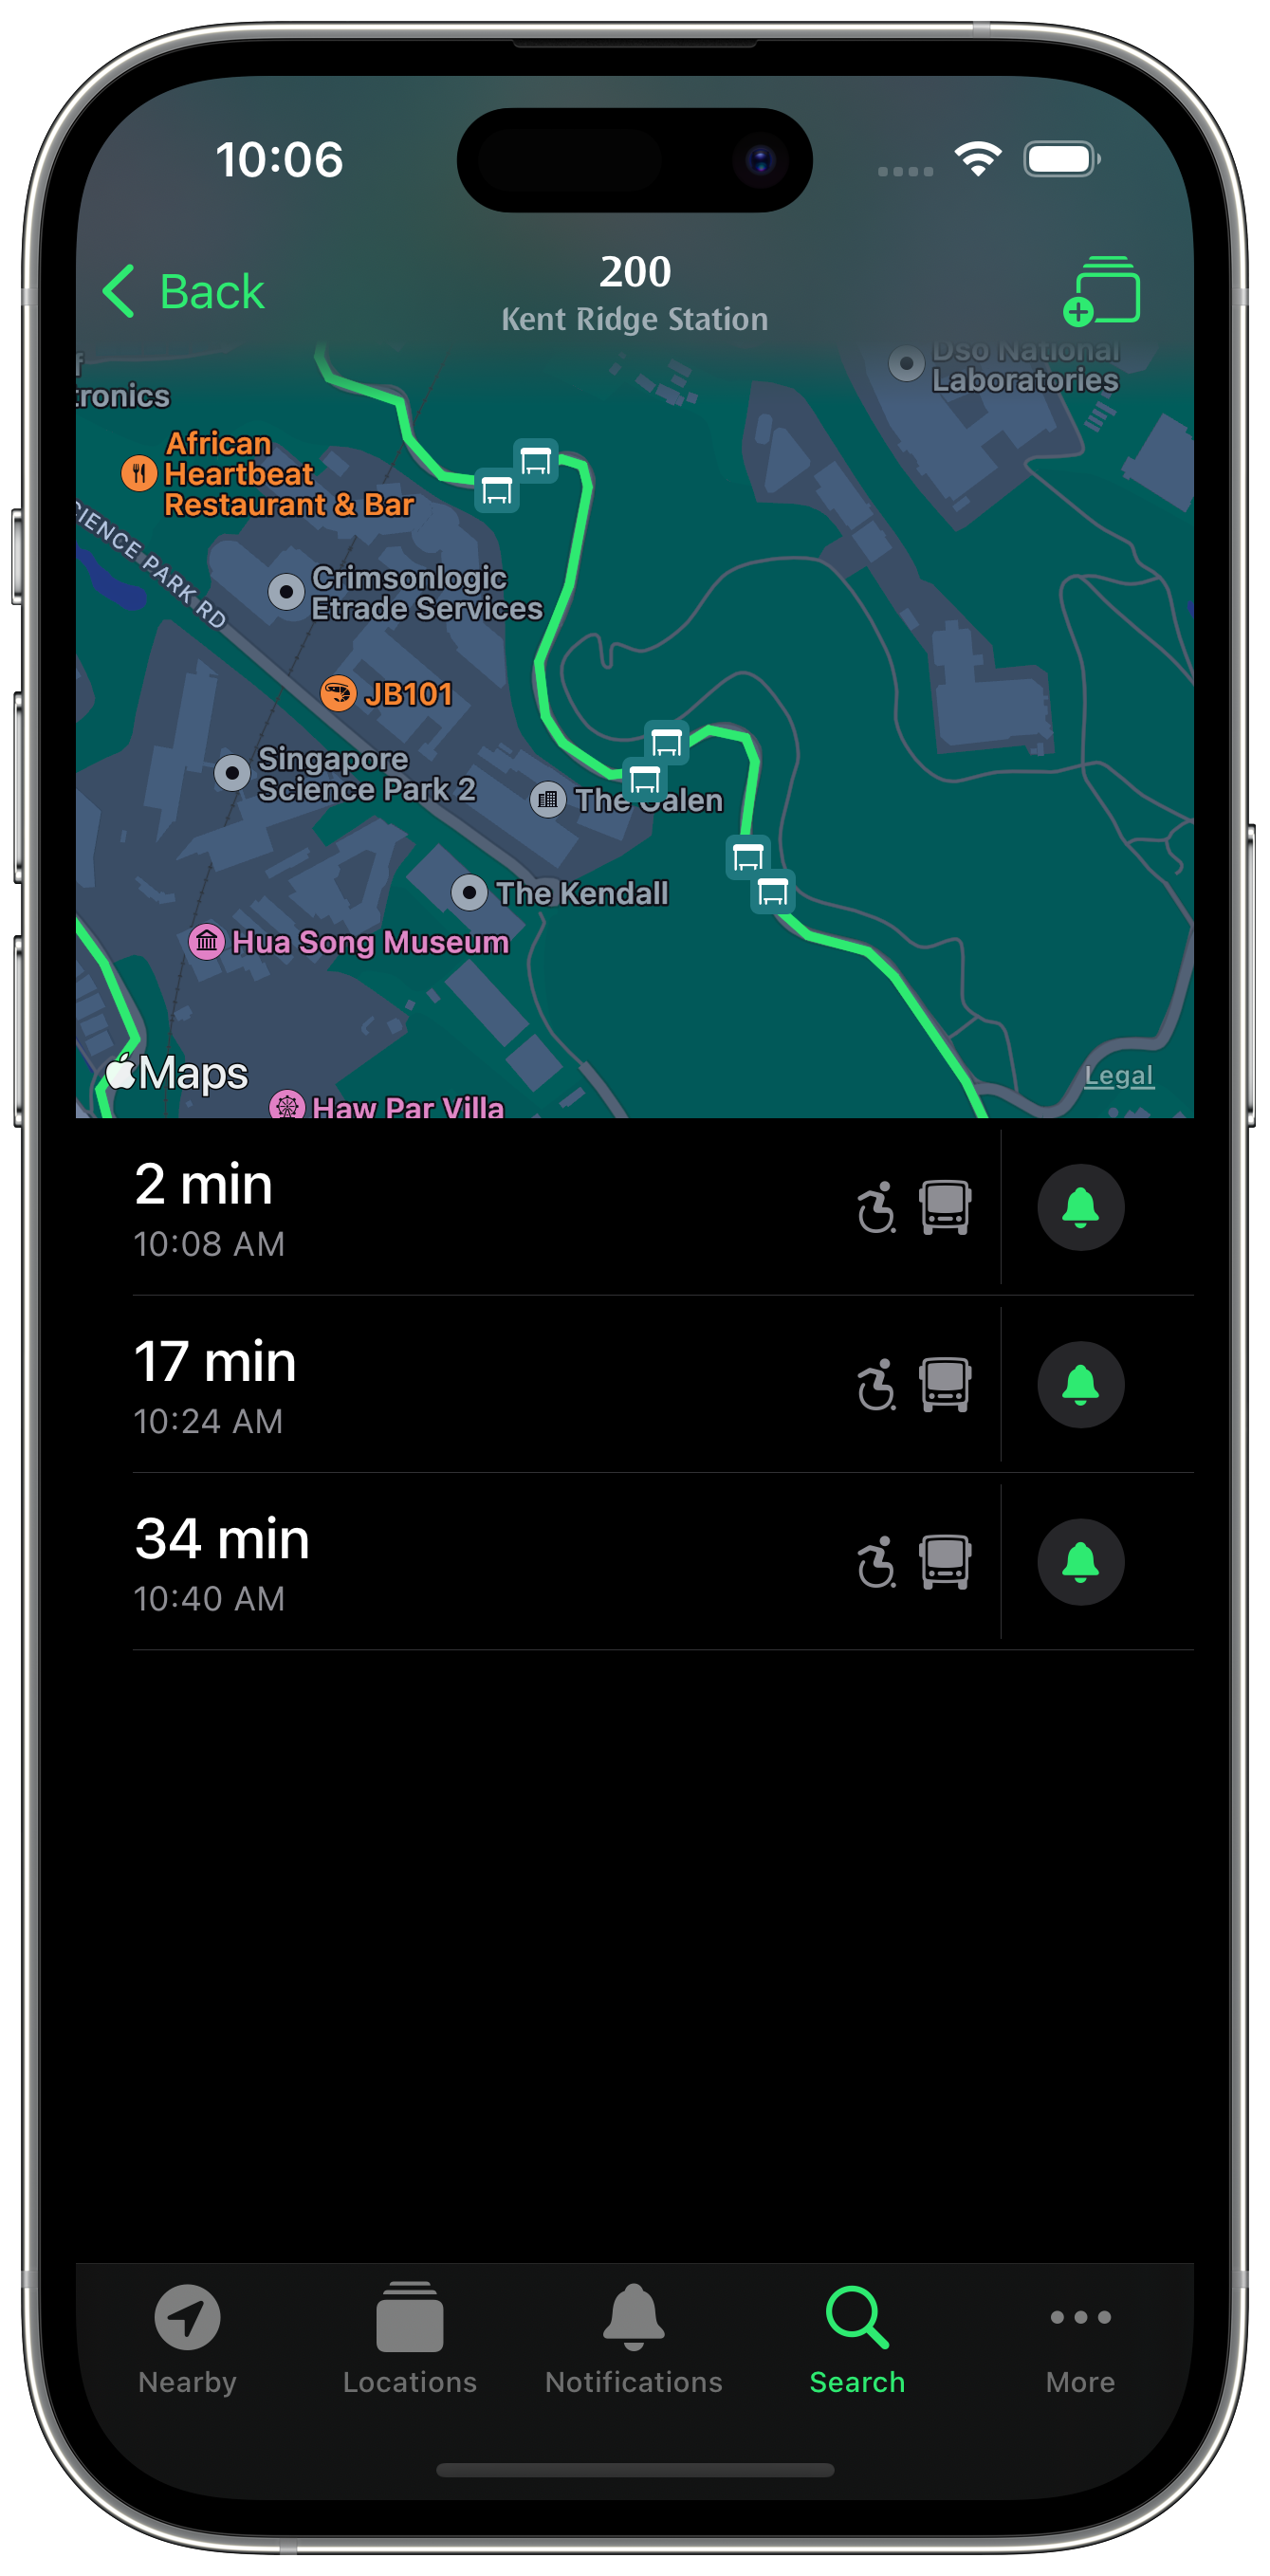 10:06
Back
200
Kent Ridge Station
Dso National
Laboratories
tronics
African
Heartbeat
Restaurant & Bar
CIENCE PARK RD
Crimsonlogic
Etrade Services
JB101
Singapore
Science Park 2
The Galen
The Kendall
Hua Song Museum
Maps
Legal
Haw Par Villa
2 min
10:08 AM
17 min
10:24 AM
34 min
10:40 AM
Nearby
Locations
Notifications
Search
More